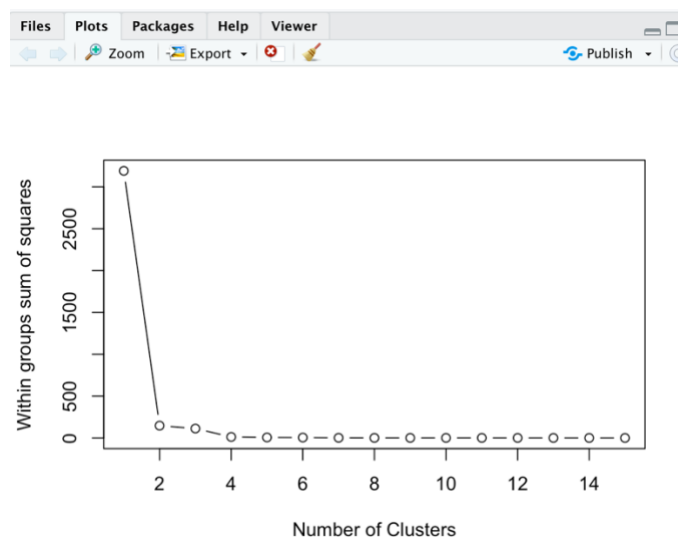 Files Plots Packages Help Viewer
Zoom Export Publish
Within groups sum of squares
2500
1500
500
0
2 4 6 8 10 12 14
Number of Clusters